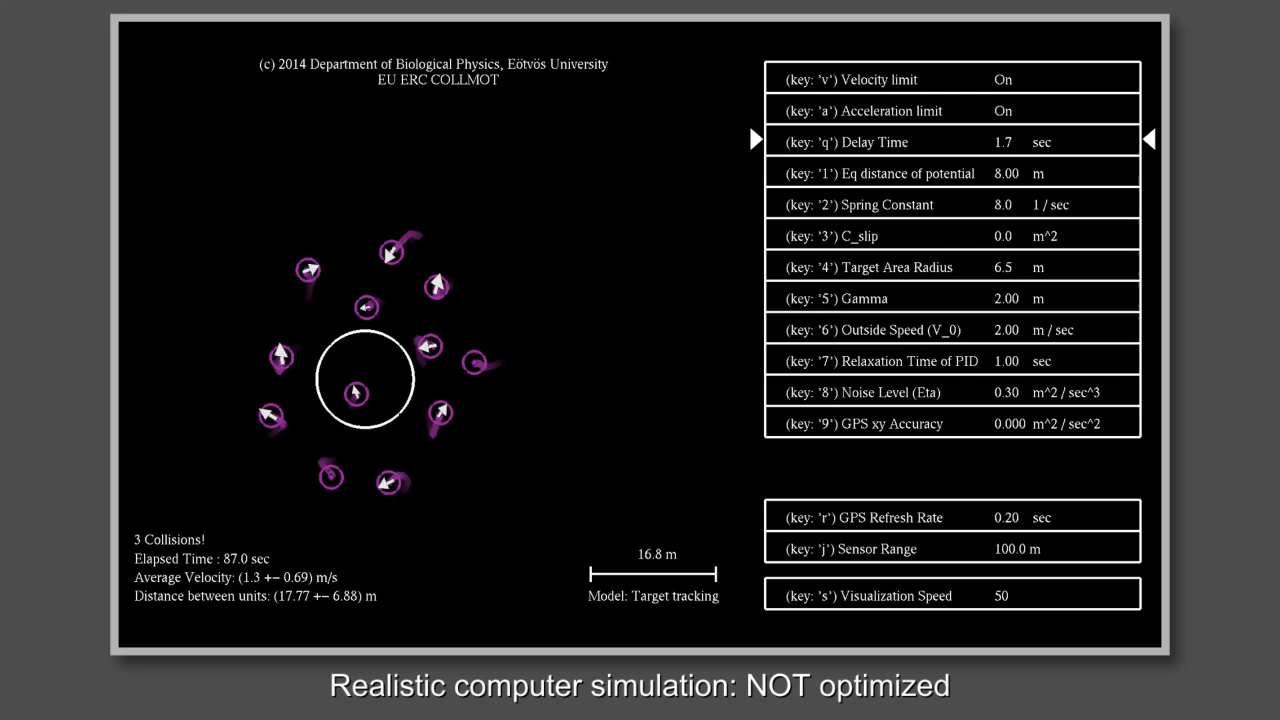 (c) 2014 Department of Biological Physics, Eötvös University
EU ERC COLLMOT
(key: 'v') Velocity limit On
(key: 'a') Acceleration limit On
(key: 'q') Delay Time 1.7 sec
(key: '1') Eq distance of potential 8.00 m
(key: '2') Spring Constant 8.0 1 / sec
(key: '3') C_slip 0.0 m^2
(key: '4') Target Area Radius 6.5 m
(key: '5') Gamma 2.00 m
(key: '6') Outside Speed (V_0) 2.00 m / sec
(key: '7') Relaxation Time of PID 1.00 sec
(key: '8') Noise Level (Eta) 0.30 m^2 / sec^3
(key: '9') GPS xy Accuracy 0.000 m^2 / sec^2
(key: 'r') GPS Refresh Rate 0.20 sec
(key: 'j') Sensor Range 100.0 m
(key: 's') Visualization Speed 50
3 Collisions!
Elapsed Time : 87.0 sec
Average Velocity: (1.3 +− 0.69) m/s
Distance between units: (17.77 +− 6.88) m
16.8 m
Model: Target tracking
Realistic computer simulation: NOT optimized